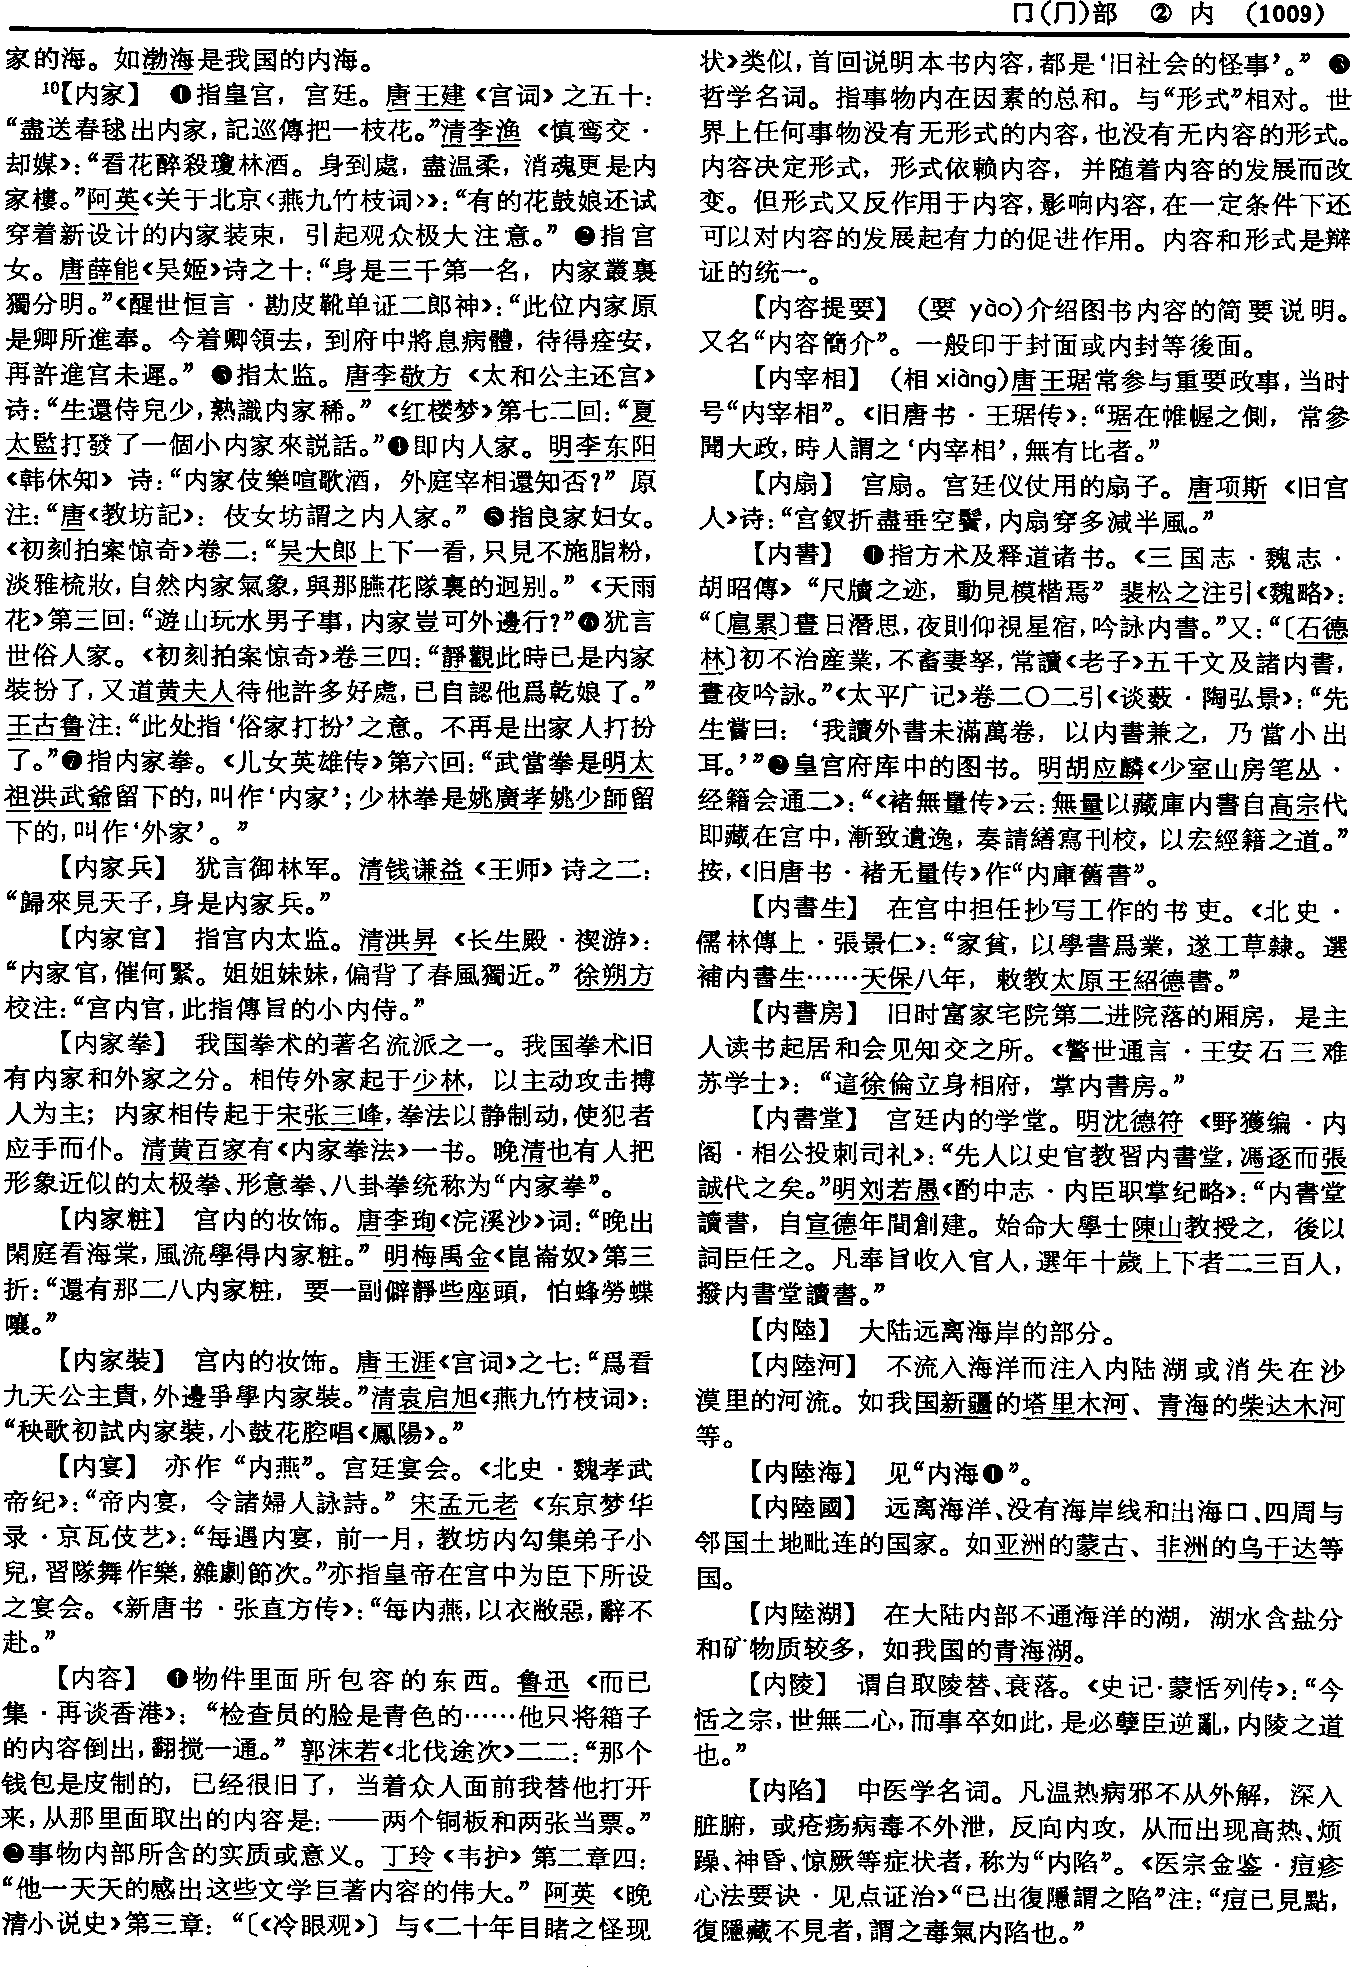 冂(⺆)部 ② 内 (1009)
家的海。如渤海是我国的内海。
¹⁰【内家】 ❶指皇宫，宫廷。唐王建《宫词》之五十：
“盡送春毬出内家，記巡傳把一枝花。”清李渔《慎鸾交·
却媒》：“看花醉殺瓊林酒。身到處，盡温柔，消魂更是内
家樓。”阿英《关于北京〈燕九竹枝词〉》：“有的花鼓娘还试
穿着新设计的内家装束，引起观众极大注意。” ❷指宫
女。唐薛能《吴姬》诗之十：“身是三千第一名，内家叢裏
獨分明。”《醒世恒言·勘皮靴单证二郎神》：“此位内家原
是卿所進奉。今着卿領去，到府中將息病體，待得痊安，
再許進宫未遲。” ❸指太监。唐李敬方《太和公主还宫》
诗：“生還侍兒少，熟識内家稀。”《红楼梦》第七二回：“夏
太監打發了一個小内家來説話。”❹即内人家。明李东阳
《韩休知》诗：“内家伎樂喧歌酒，外庭宰相還知否？”原
注：“唐《教坊記》：伎女坊謂之内人家。” ❺指良家妇女。
《初刻拍案惊奇》卷二：“吴大郎上下一看，只見不施脂粉，
淡雅梳妝，自然内家氣象，與那臙花隊裏的迥别。”《天雨
花》第三回：“遊山玩水男子事，内家豈可外邊行？”❻犹言
世俗人家。《初刻拍案惊奇》卷三四：“靜觀此時已是内家
裝扮了，又道黄夫人待他許多好處，已自認他爲乾娘了。”
王古鲁注：“此处指‘俗家打扮’之意。不再是出家人打扮
了。”❼指内家拳。《儿女英雄传》第六回：“武當拳是明太
祖洪武爺留下的，叫作‘内家’；少林拳是姚廣孝姚少師留
下的，叫作‘外家’。”
【内家兵】 犹言御林军。清钱谦益《王师》诗之二：
“歸來見天子，身是内家兵。”
【内家官】 指宫内太监。清洪昇《长生殿·禊游》：
“内家官，催何緊。姐姐妹妹，偏背了春風獨近。”徐朔方
校注：“宫内官，此指傳旨的小内侍。”
【内家拳】 我国拳术的著名流派之一。我国拳术旧
有内家和外家之分。相传外家起于少林，以主动攻击搏
人为主；内家相传起于宋张三峰，拳法以静制动，使犯者
应手而仆。清黄百家有《内家拳法》一书。晚清也有人把
形象近似的太极拳、形意拳、八卦拳统称为“内家拳”。
【内家粧】 宫内的妆饰。唐李珣《浣溪沙》词：“晚出
閑庭看海棠，風流學得内家粧。”明梅禹金《崑崙奴》第三
折：“還有那二八内家粧，要一副僻靜些座頭，怕蜂勞蝶
嚷。”
【内家裝】 宫内的妆饰。唐王涯《宫词》之七：“爲看
九天公主貴，外邊爭學内家裝。”清袁启旭《燕九竹枝词》：
“秧歌初試内家裝，小鼓花腔唱《鳳陽》。”
【内宴】 亦作“内燕”。宫廷宴会。《北史·魏孝武
帝纪》：“帝内宴，令諸婦人詠詩。”宋孟元老《东京梦华
录·京瓦伎艺》：“每遇内宴，前一月，教坊内勾集弟子小
兒，習隊舞作樂，雜劇節次。”亦指皇帝在宫中为臣下所设
之宴会。《新唐书·张直方传》：“每内燕，以衣敝惡，辭不
赴。”
【内容】 ❶物件里面所包容的东西。鲁迅《而已
集·再谈香港》：“检查员的脸是青色的……他只将箱子
的内容倒出，翻搅一通。”郭沫若《北伐途次》二二：“那个
钱包是皮制的，已经很旧了，当着众人面前我替他打开
来，从那里面取出的内容是：——两个铜板和两张当票。”
❷事物内部所含的实质或意义。丁玲《韦护》第二章四：
“他一天天的感出这些文学巨著内容的伟大。”阿英《晚
清小说史》第三章：“〔《冷眼观》〕与《二十年目睹之怪现
状》类似，首回说明本书内容，都是‘旧社会的怪事’。” ❸
哲学名词。指事物内在因素的总和。与“形式”相对。世
界上任何事物没有无形式的内容，也没有无内容的形式。
内容决定形式，形式依赖内容，并随着内容的发展而改
变。但形式又反作用于内容，影响内容，在一定条件下还
可以对内容的发展起有力的促进作用。内容和形式是辩
证的统一。
【内容提要】 （要 yào）介绍图书内容的简要说明。
又名“内容簡介”。一般印于封面或内封等後面。
【内宰相】 （相 xiàng）唐王琚常参与重要政事，当时
号“内宰相”。《旧唐书·王琚传》：“琚在帷幄之側，常參
聞大政，時人謂之‘内宰相’，無有比者。”
【内扇】 宫扇。宫廷仪仗用的扇子。唐项斯《旧宫
人》诗：“宫釵折盡垂空鬢，内扇穿多減半風。”
【内書】 ❶指方术及释道诸书。《三国志·魏志·
胡昭傳》“尺牘之迹，動見模楷焉”裴松之注引《魏略》：
“〔扈累〕晝日潛思，夜則仰視星宿，吟詠内書。”又：“〔石德
林〕初不治産業，不畜妻孥，常讀《老子》五千文及諸内書，
晝夜吟詠。”《太平广记》卷二〇二引《谈薮·陶弘景》：“先
生嘗曰：‘我讀外書未滿萬卷，以内書兼之，乃當小出
耳。’”❷皇宫府库中的图书。明胡应麟《少室山房笔丛·
经籍会通二》：“《褚無量传》云：無量以藏庫内書自高宗代
即藏在宫中，漸致遺逸，奏請繕寫刊校，以宏經籍之道。”
按，《旧唐书·褚无量传》作“内庫舊書”。
【内書生】 在宫中担任抄写工作的书吏。《北史·
儒林傳上·張景仁》：“家貧，以學書爲業，遂工草隸。選
補内書生……天保八年，敕教太原王紹德書。”
【内書房】 旧时富家宅院第二进院落的厢房，是主
人读书起居和会见知交之所。《警世通言·王安石三难
苏学士》：“這徐倫立身相府，掌内書房。”
【内書堂】 宫廷内的学堂。明沈德符《野獲编·内
阁·相公投刺司礼》：“先人以史官教習内書堂，馮逐而張
誠代之矣。”明刘若愚《酌中志·内臣职掌纪略》：“内書堂
讀書，自宣德年間創建。始命大學士陳山教授之，後以
詞臣任之。凡奉旨收入官人，選年十歲上下者二三百人，
撥内書堂讀書。”
【内陸】 大陆远离海岸的部分。
【内陸河】 不流入海洋而注入内陆湖或消失在沙
漠里的河流。如我国新疆的塔里木河、青海的柴达木河
等。
【内陸海】 见“内海❶”。
【内陸國】 远离海洋、没有海岸线和出海口、四周与
邻国土地毗连的国家。如亚洲的蒙古、非洲的乌干达等
国。
【内陸湖】 在大陆内部不通海洋的湖，湖水含盐分
和矿物质较多，如我国的青海湖。
【内陵】 谓自取陵替、衰落。《史记·蒙恬列传》：“今
恬之宗，世無二心，而事卒如此，是必孽臣逆亂，内陵之道
也。”
【内陷】 中医学名词。凡温热病邪不从外解，深入
脏腑，或疮疡病毒不外泄，反向内攻，从而出现高热、烦
躁、神昏、惊厥等症状者，称为“内陷”。《医宗金鉴·痘疹
心法要诀·见点证治》“已出復隱謂之陷”注：“痘已見點，
復隱藏不見者，謂之毒氣内陷也。”